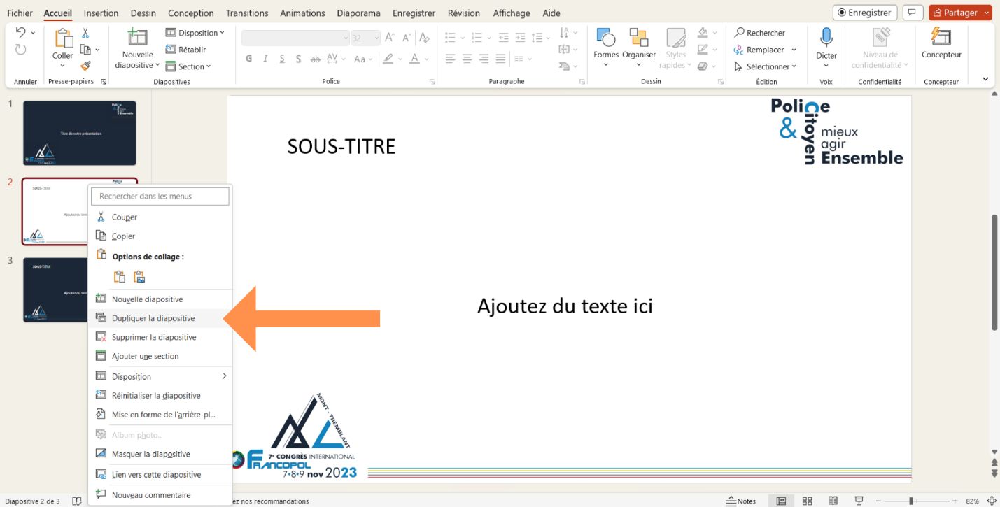 Fichier Accueil Insertion Dessin Conception Transitions Animations Diaporama Enregistrer Révision Affichage Aide Enregistrer Partager
Coller
Nouvelle diapositive
Disposition
Rétablir
Section
32
G I S S ab AV Aa A
Formes Organiser Styles rapides
Rechercher
Remplacer
Sélectionner
Dicter
Niveau de confidentialité
Concepteur
Annuler Presse-papiers Diapositives Police Paragraphe Dessin Édition Voix Confidentialité Concepteur
1
Titre de votre présentation
2
SOUS-TITRE
3
SOUS-TITRE
Rechercher dans les menus
Couper
Copier
Options de collage :
Nouvelle diapositive
Dupliquer la diapositive
Supprimer la diapositive
Ajouter une section
Disposition
Réinitialiser la diapositive
Mise en forme de l'arrière-pl...
Album photo...
Masquer la diapositive
Lien vers cette diapositive
Nouveau commentaire
SOUS-TITRE
Police
& Citoyen
mieux
agir
Ensemble
Ajoutez du texte ici
MONT-TREMBLANT
7e CONGRÈS INTERNATIONAL
FRANCOPOL
7•8•9 nov 2023
Diapositive 2 de 3
ez nos recommandations
Notes
82%